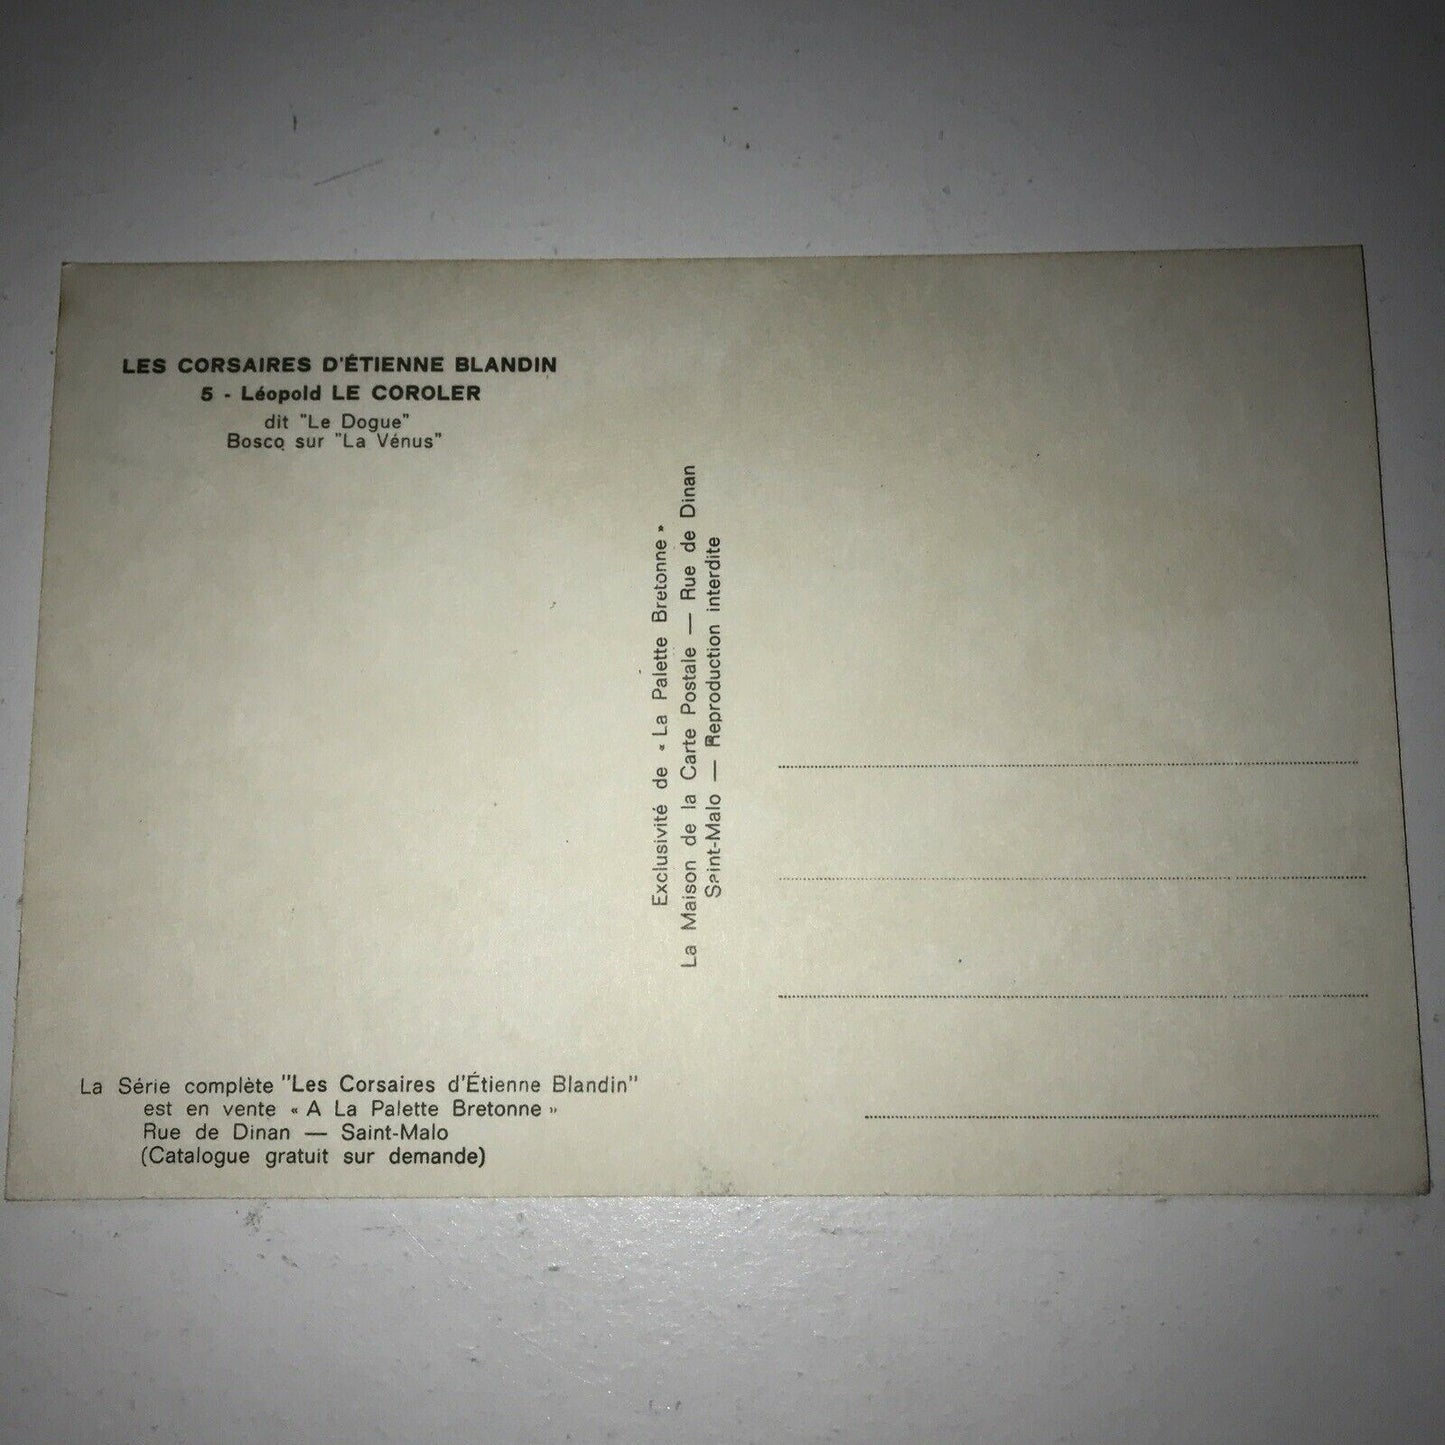 LES CORSAIRES D'ÉTIENNE BLANDIN
5 - Léopold LE COROLER
dit "Le Dogue"
Bosco sur "La Vénus"
Exclusivité de « La Palette Bretonne »
La Maison de la Carte Postale — Rue de Dinan
Saint-Malo — Reproduction interdite
La Série complète "Les Corsaires d'Étienne Blandin"
est en vente « A La Palette Bretonne »
Rue de Dinan — Saint-Malo
(Catalogue gratuit sur demande)